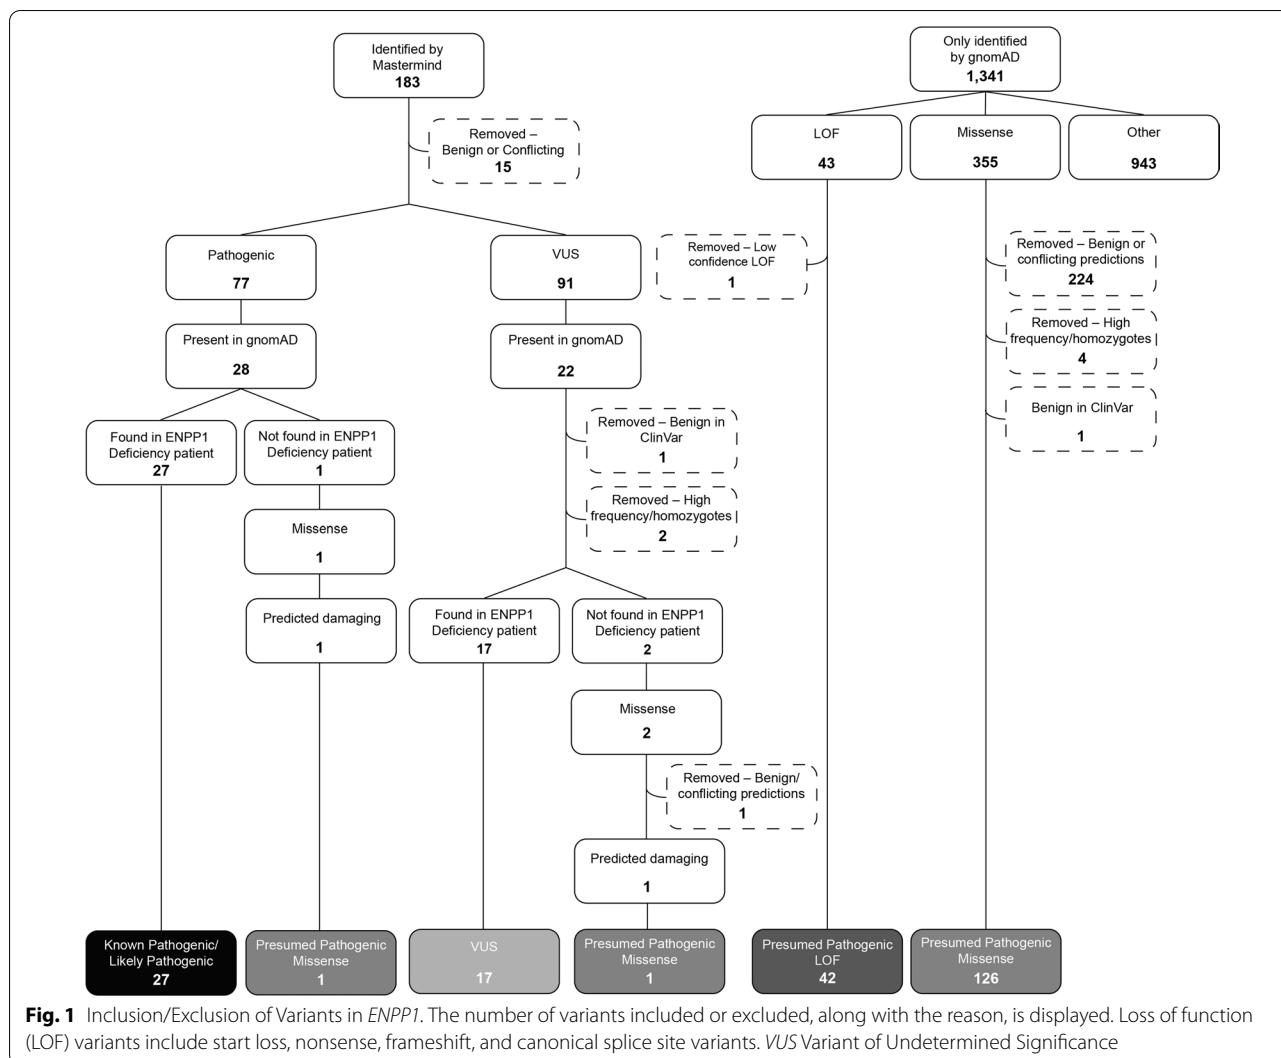 Identified by
Mastermind
183
Only identified
by gnomAD
1,341
Removed –
Benign or Conflicting
15
LOF
43
Missense
355
Other
943
Pathogenic
77
VUS
91
Removed – Low
confidence LOF
1
Removed – Benign or
conflicting predictions
224
Present in gnomAD
28
Present in gnomAD
22
Removed – High
frequency/homozygotes
4
Found in ENPP1
Deficiency patient
27
Not found in ENPP1
Deficiency patient
1
Removed – Benign in
ClinVar
1
Benign in ClinVar
1
Missense
1
Removed – High
frequency/homozygotes
2
Predicted damaging
1
Found in ENPP1
Deficiency patient
17
Not found in ENPP1
Deficiency patient
2
Missense
2
Removed – Benign/
conflicting predictions
1
Predicted damaging
1
Known Pathogenic/
Likely Pathogenic
27
Presumed Pathogenic
Missense
1
VUS
17
Presumed Pathogenic
Missense
1
Presumed Pathogenic
LOF
42
Presumed Pathogenic
Missense
126
Fig. 1 Inclusion/Exclusion of Variants in ENPP1. The number of variants included or excluded, along with the reason, is displayed. Loss of function
(LOF) variants include start loss, nonsense, frameshift, and canonical splice site variants. VUS Variant of Undetermined Significance